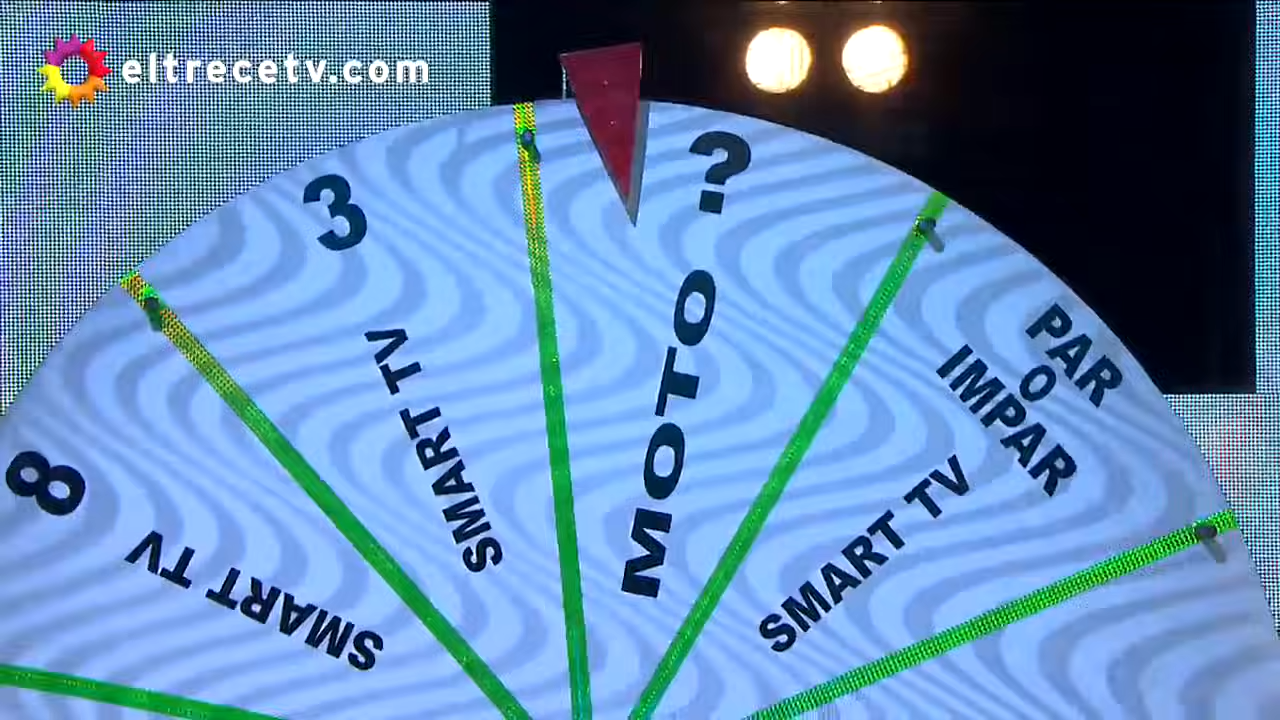 eltrecetv.com
8
SMART TV
3
SMART TV
MOTO ?
PAR
O
IMPAR
SMART TV